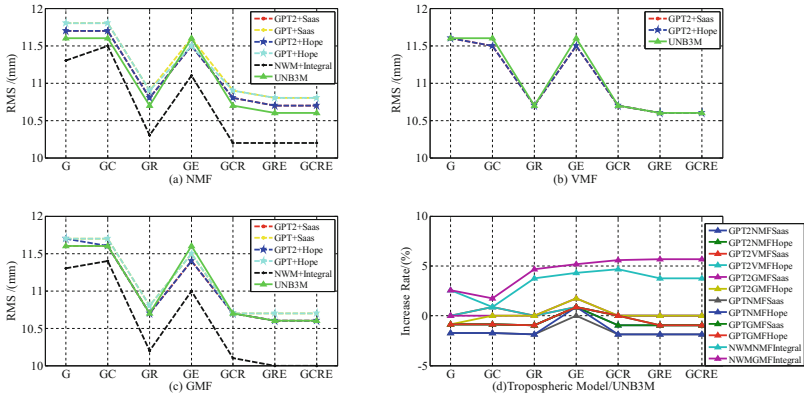 12
11.5
11
10.5
10
RMS /(mm)
G GC GR GE GCR GRE GCRE
(a) NMF
GPT2+Saas
GPT+Saas
GPT2+Hope
GPT+Hope
NWM+Integral
UNB3M
12
11.5
11
10.5
10
RMS /(mm)
G GC GR GE GCR GRE GCRE
(b) VMF
GPT2+Saas
GPT2+Hope
UNB3M
12
11.5
11
10.5
10
RMS /(mm)
G GC GR GE GCR GRE GCRE
(c) GMF
GPT2+Saas
GPT+Saas
GPT2+Hope
GPT+Hope
NWM+Integral
UNB3M
10
5
0
-5
Increase Rate/(%)
G GC GR GE GCR GRE GCRE
(d)Tropospheric Model/UNB3M
GPT2NMFSaas
GPT2NMFHope
GPT2VMFSaas
GPT2VMFHope
GPT2VMFSaas
GPT2GMFHope
GPTNMFSaas
GPTNMFHope
GPTGMFSaas
GPTGMFHope
NWMNMFIntegral
NWMGMFIntegral